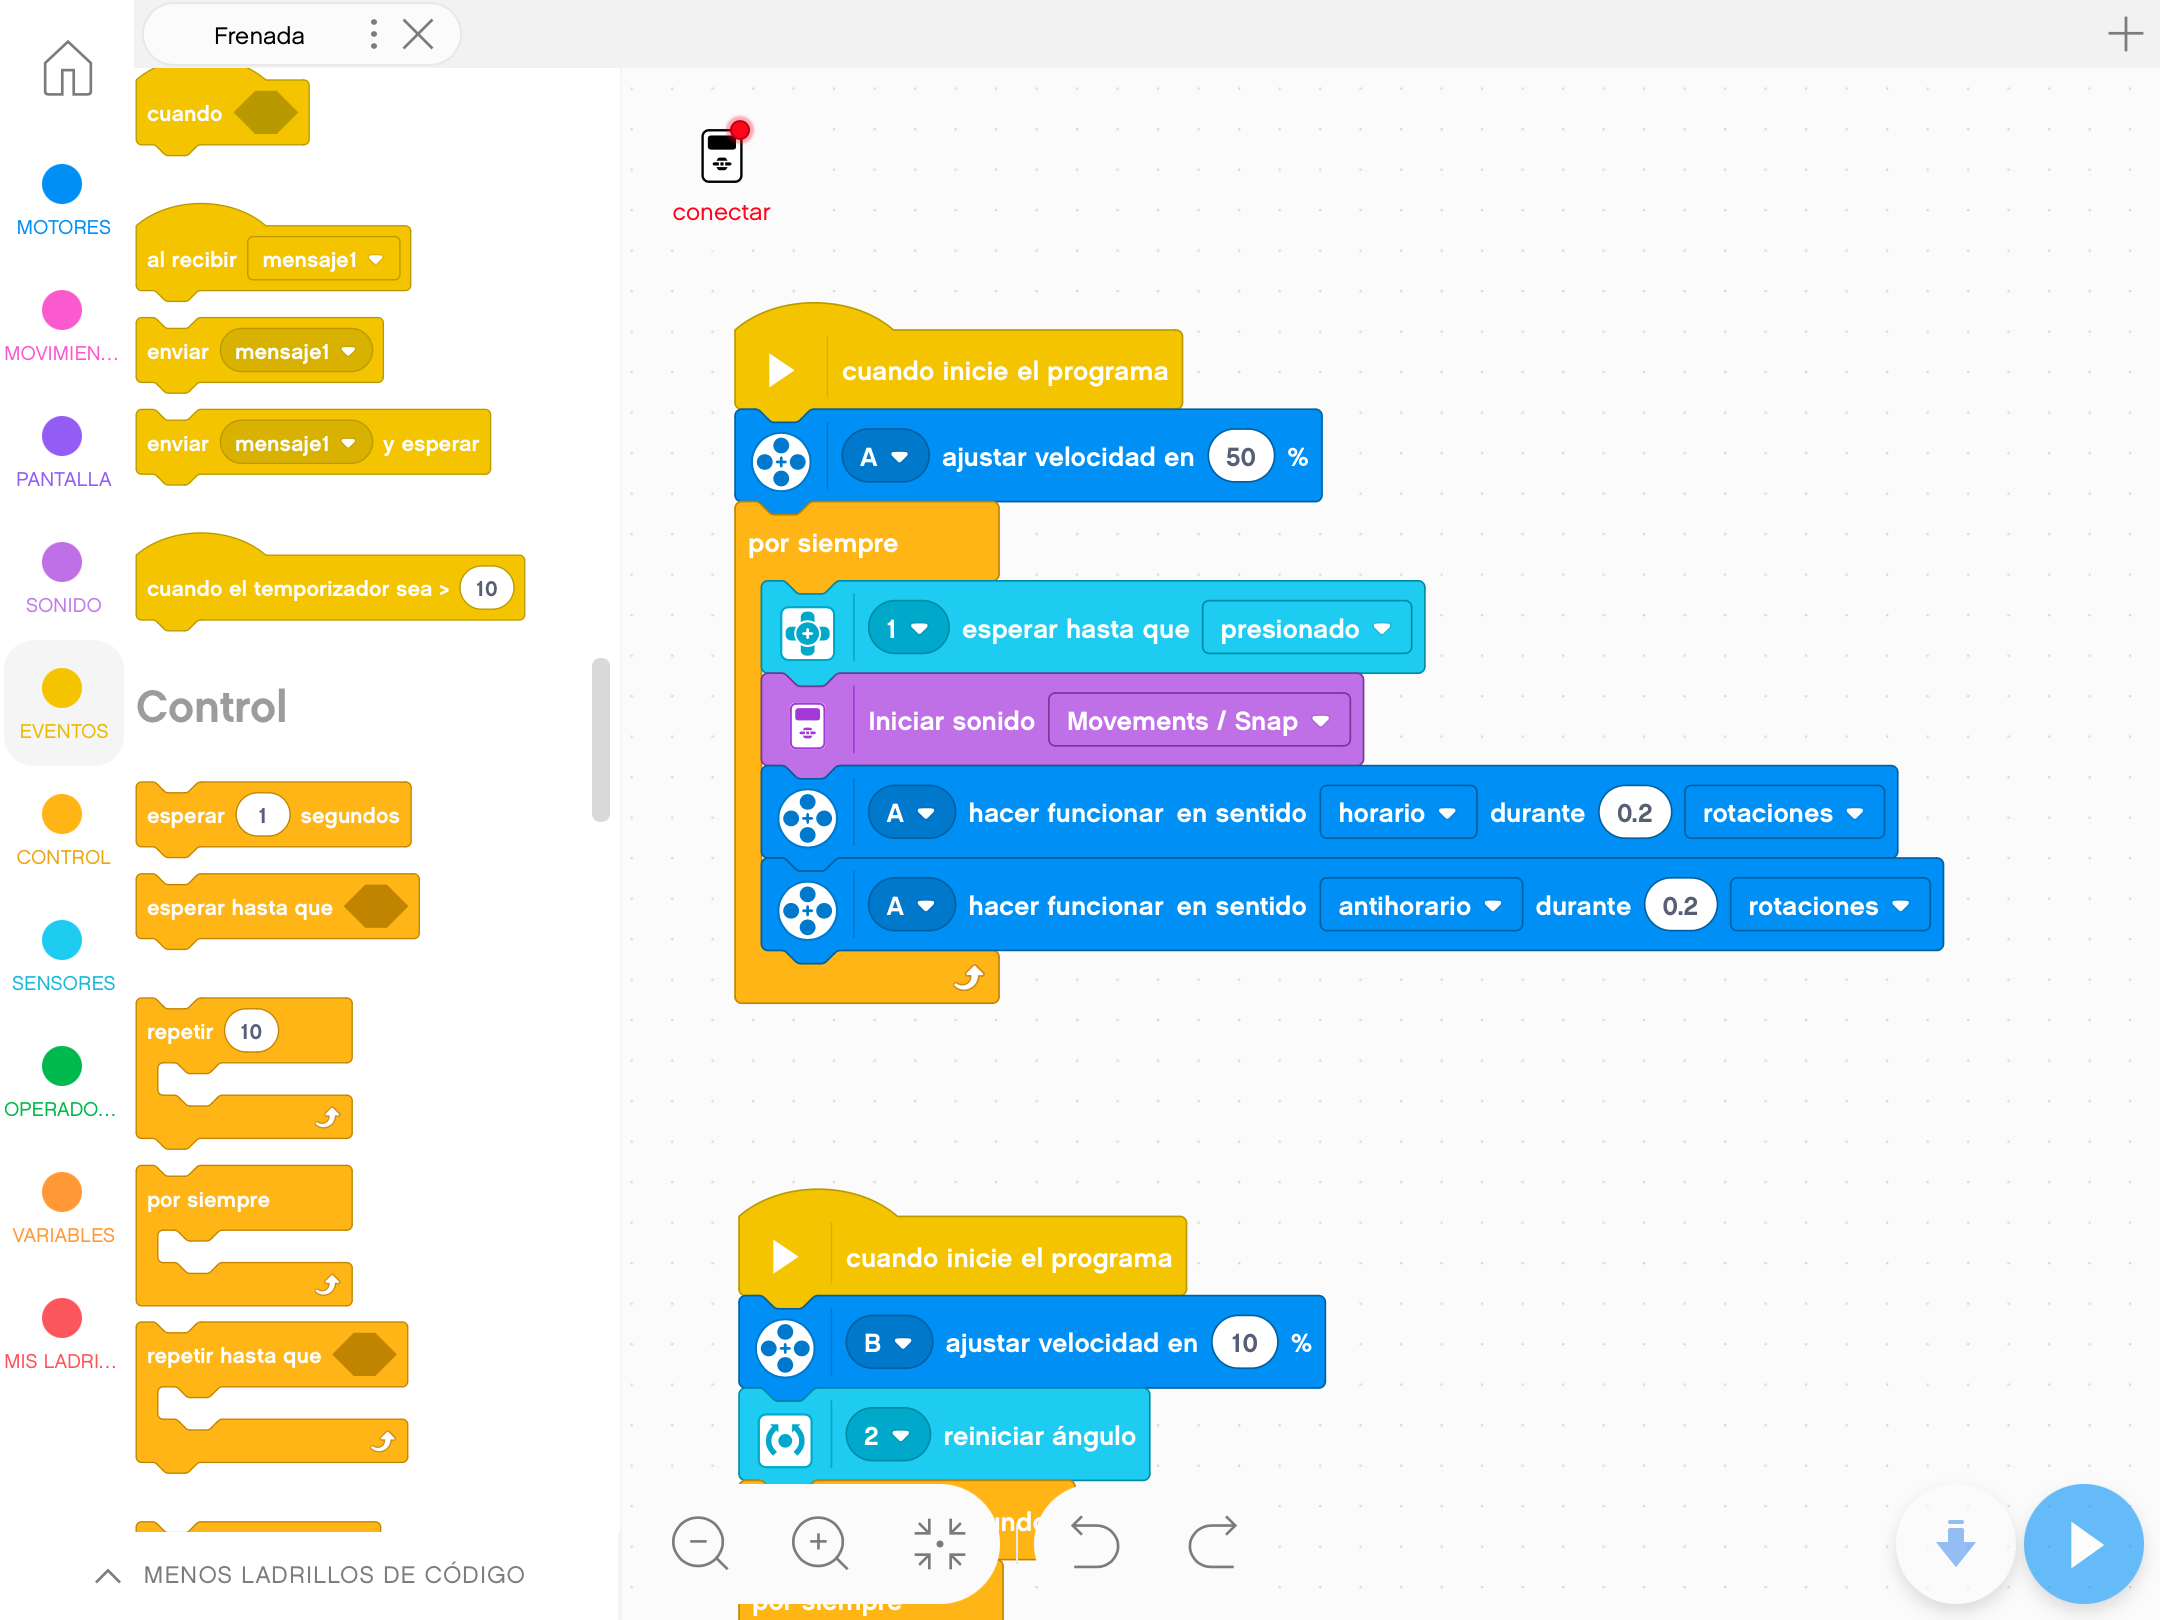 Frenada
MOTORES
MOVIMIEN...
PANTALLA
SONIDO
EVENTOS
CONTROL
SENSORES
OPERADO...
VARIABLES
MIS LADRI...
cuando
al recibir mensaje1
enviar mensaje1
enviar mensaje1 y esperar
cuando el temporizador sea > 10
Control
esperar 1 segundos
esperar hasta que
repetir 10
por siempre
repetir hasta que
MENOS LADRILLOS DE CÓDIGO
conectar
cuando inicie el programa
A ajustar velocidad en 50 %
por siempre
1 esperar hasta que presionado
Iniciar sonido Movements / Snap
A hacer funcionar en sentido horario durante 0.2 rotaciones
A hacer funcionar en sentido antihorario durante 0.2 rotaciones
cuando inicie el programa
B ajustar velocidad en 10 %
2 reiniciar ángulo
por siempre